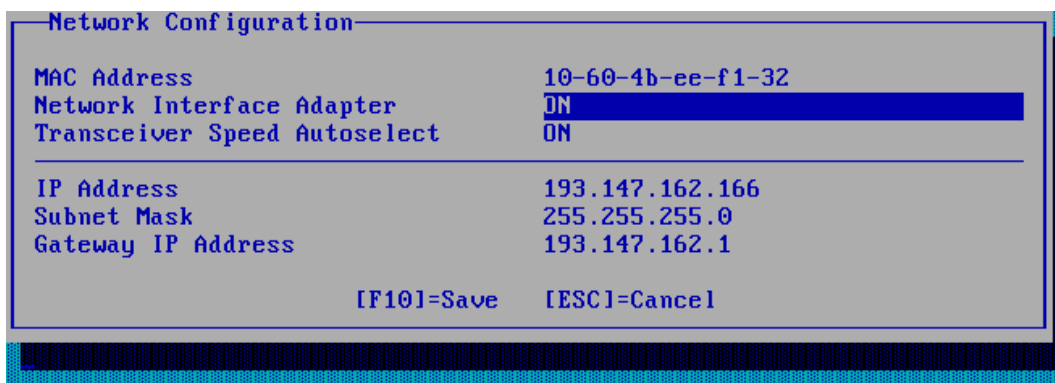 Network Configuration
MAC Address 10-60-4b-ee-f1-32
Network Interface Adapter ON
Transceiver Speed Autoselect ON
IP Address 193.147.162.166
Subnet Mask 255.255.255.0
Gateway IP Address 193.147.162.1
[F10]=Save [ESC]=Cancel